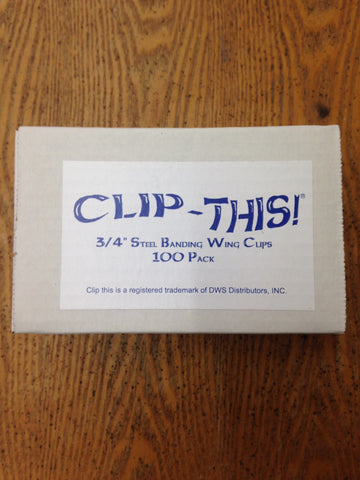 CLIP-THIS!®
3/4" STEEL BANDING WING CLIPS
100 PACK
Clip this is a registered trademark of DWS Distributors, INC.